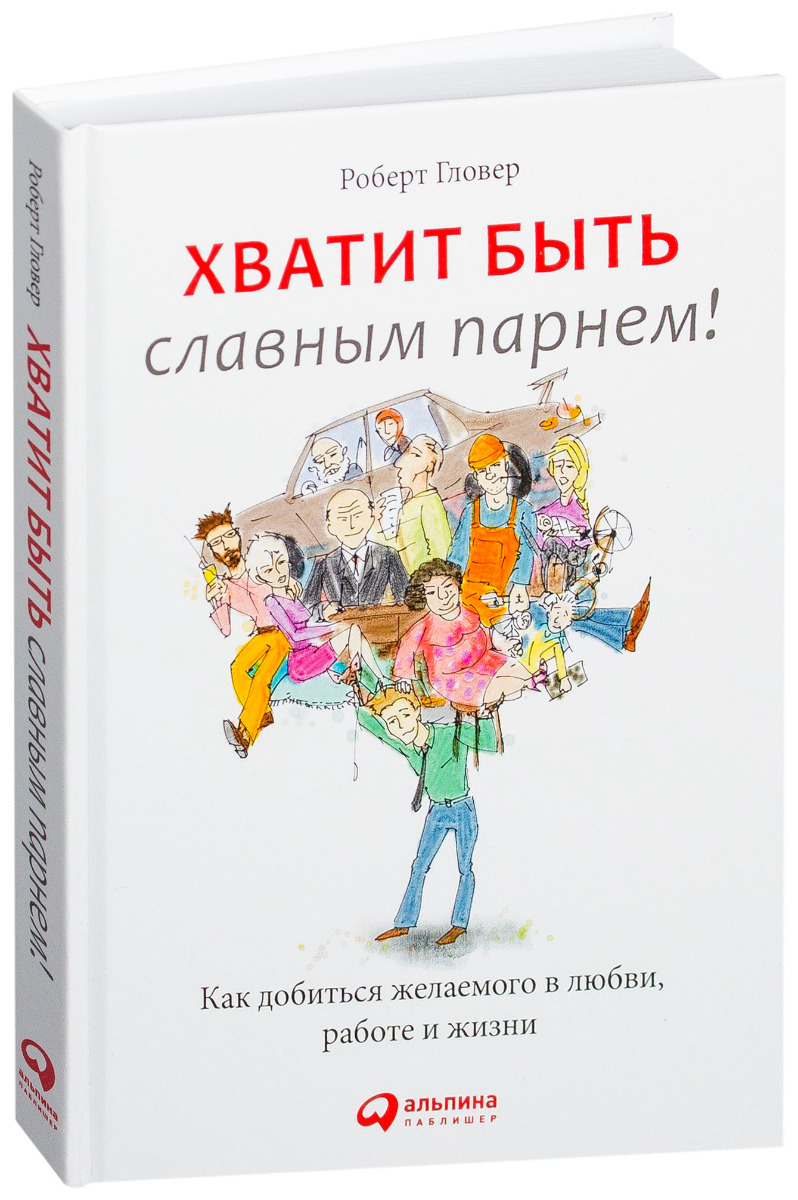 Роберт Гловер
ХВАТИТ БЫТЬ
славным парнем!
Как добиться желаемого в любви,
работе и жизни
альпина
ПАБЛИШЕР
Роберт Гловер ХВАТИТ БЫТЬ славным парнем!
альпина
ПАБЛИШЕР